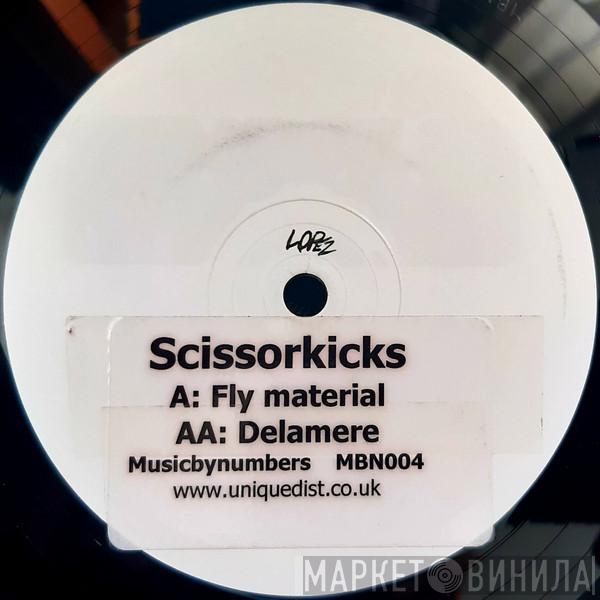 LOPEZ
Scissorkicks
A: Fly material
AA: Delamere
Musicbynumbers MBN004
www.uniquedist.co.uk
МАРКЕТ ВИНИЛА